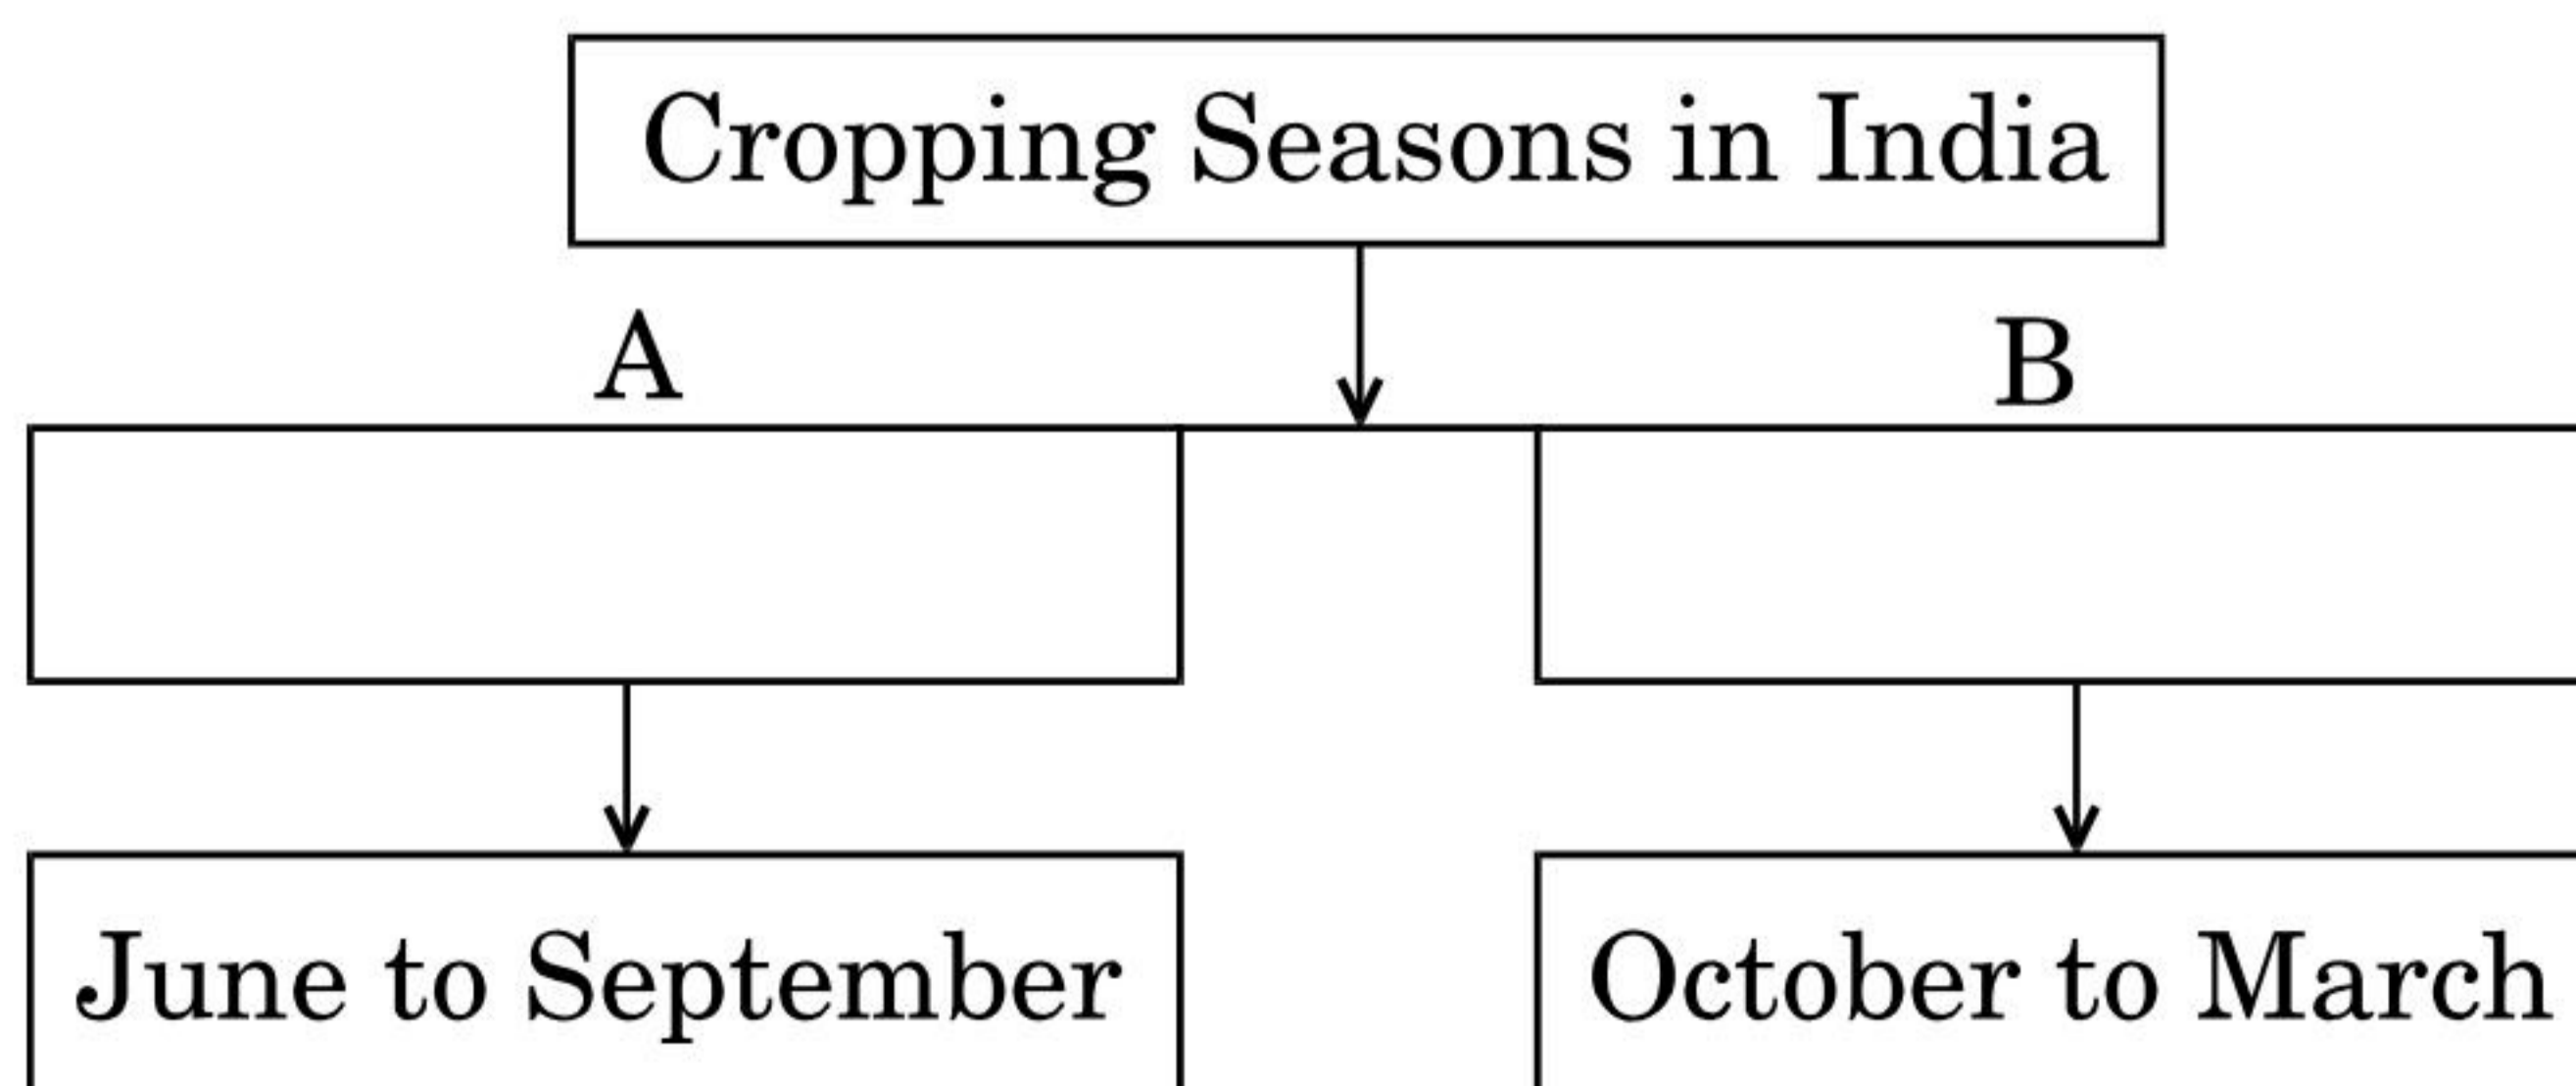 Cropping Seasons in India
A
B
June to September
October to March